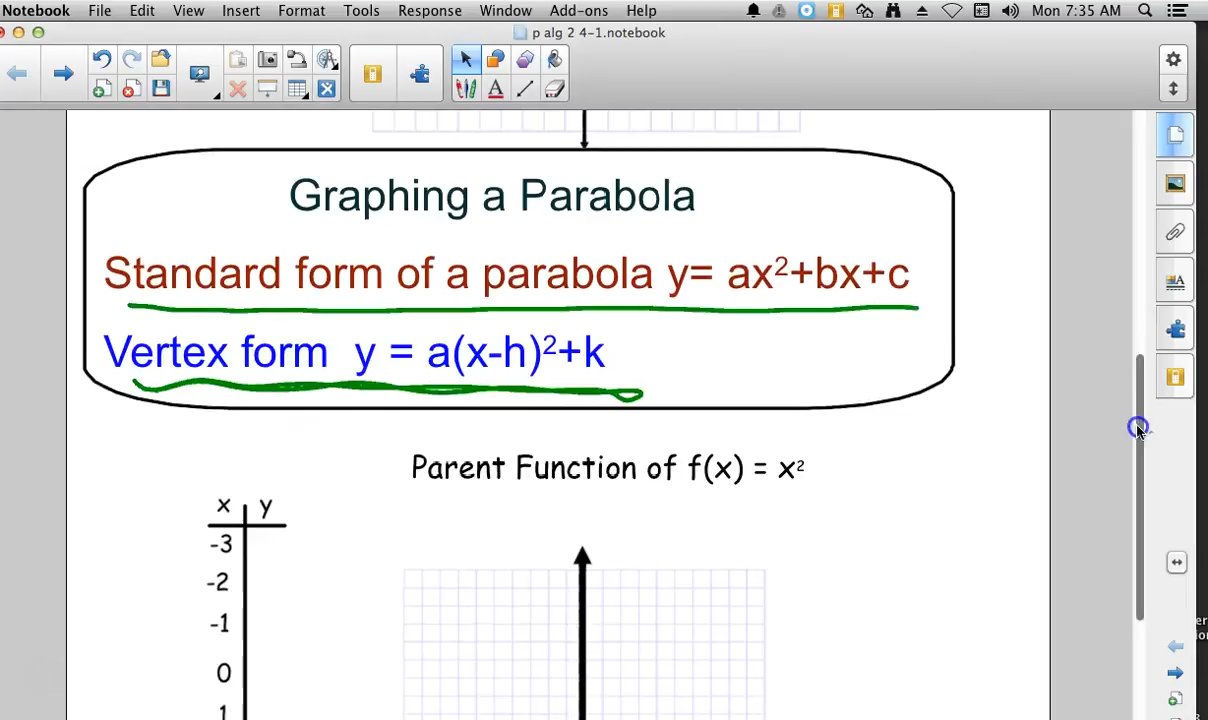 Notebook File Edit View Insert Format Tools Response Window Add-ons Help Mon 7:35 AM
p alg 2 4-1.notebook
Graphing a Parabola
Standard form of a parabola y= ax²+bx+c
Vertex form y = a(x-h)²+k
Parent Function of f(x) = x²
x y
-3
-2
-1
0
1